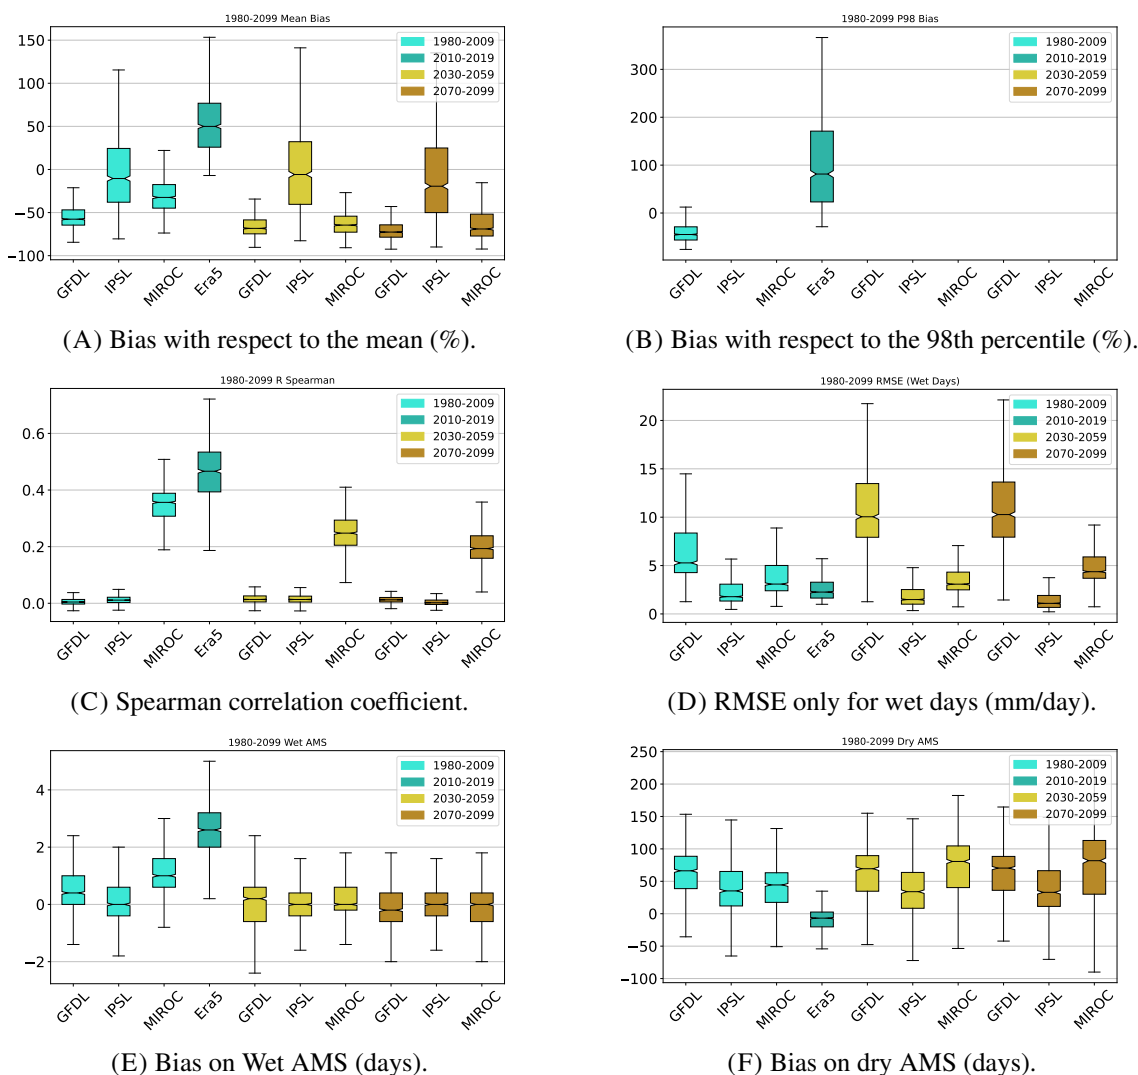 1980-2099 Mean Bias
150
100
50
0
−50
−100
1980-2009
2010-2019
2030-2059
2070-2099
GFDL
IPSL
MIROC
Era5
GFDL
IPSL
MIROC
GFDL
IPSL
MIROC
(A) Bias with respect to the mean (%).
1980-2099 P98 Bias
300
200
100
0
1980-2009
2010-2019
2030-2059
2070-2099
GFDL
IPSL
MIROC
Era5
GFDL
IPSL
MIROC
GFDL
IPSL
MIROC
(B) Bias with respect to the 98th percentile (%).
1980-2099 R Spearman
0.6
0.4
0.2
0.0
1980-2009
2010-2019
2030-2059
2070-2099
GFDL
IPSL
MIROC
Era5
GFDL
IPSL
MIROC
GFDL
IPSL
MIROC
(C) Spearman correlation coefficient.
1980-2099 RMSE (Wet Days)
20
15
10
5
0
1980-2009
2010-2019
2030-2059
2070-2099
GFDL
IPSL
MIROC
Era5
GFDL
IPSL
MIROC
GFDL
IPSL
MIROC
(D) RMSE only for wet days (mm/day).
1980-2099 Wet AMS
4
2
0
−2
1980-2009
2010-2019
2030-2059
2070-2099
GFDL
IPSL
MIROC
Era5
GFDL
IPSL
MIROC
GFDL
IPSL
MIROC
(E) Bias on Wet AMS (days).
1980-2099 Dry AMS
250
200
150
100
50
0
−50
−100
1980-2009
2010-2019
2030-2059
2070-2099
GFDL
IPSL
MIROC
Era5
GFDL
IPSL
MIROC
GFDL
IPSL
MIROC
(F) Bias on dry AMS (days).